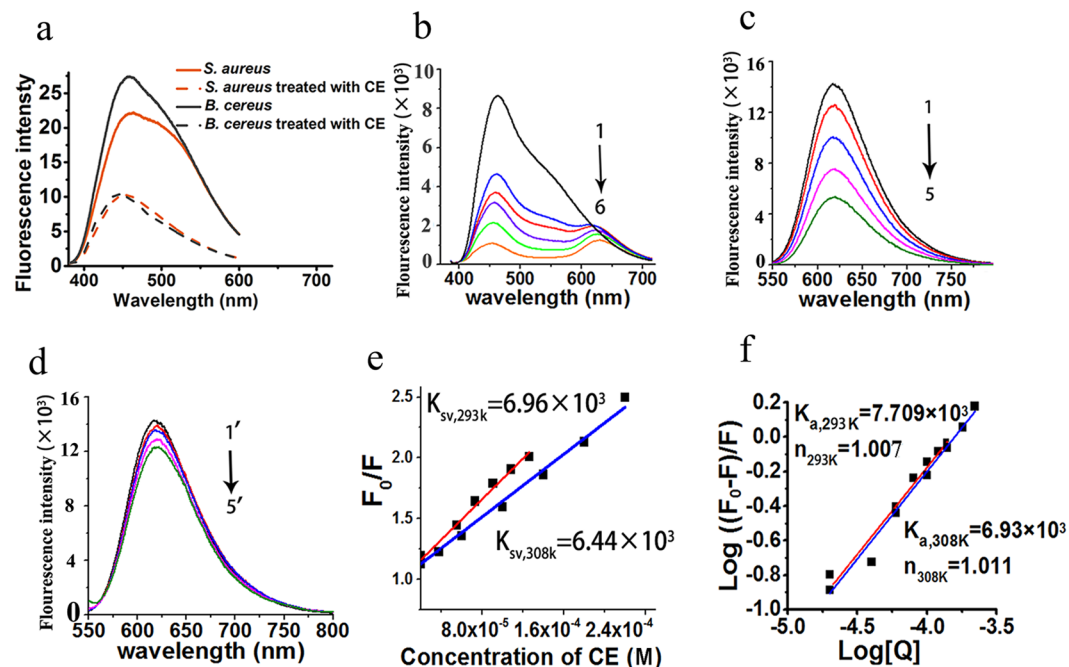 a
Fluorescence intensty
30
25
20
15
10
5
0
400 450 500 550 600 650 700
wavelength (nm)
S. aureus
S. aureus treated with CE
B. cereus
B. cereus treated with CE
b
Flourescence intensity (×10³)
10
8
6
4
2
0
400 500 600 700
wavelength (nm)
1
6
c
Flourescence intensity (×10³)
16
12
8
4
0
550 600 650 700 750
wavelength (nm)
1
5
d
Flourescence intensity (×10³)
16
12
8
4
0
550 600 650 700 750 800
wavelength (nm)
1′
5′
e
F₀/F
2.5
2.0
1.5
1.0
8.0x10⁻⁵ 1.6x10⁻⁴ 2.4x10⁻⁴
Concentration of CE (M)
Ksv,293k=6.96×10³
Ksv,308k=6.44×10³
f
Log ((F₀-F)/F)
0.2
0.0
-0.2
-0.4
-0.6
-0.8
-1.0
-5.0 -4.5 -4.0 -3.5
Log[Q]
Ka,293K=7.709×10³
n293K=1.007
Ka,308K=6.93×10³
n308K=1.011